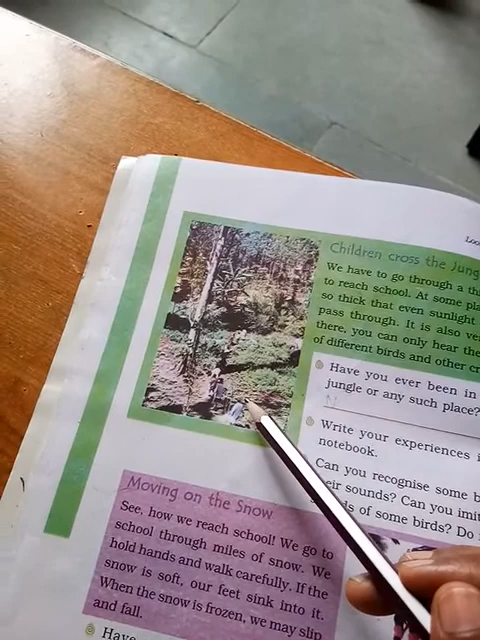 Children cross the Jung
We have to go through a th
to reach school. At some pla
so thick that even sunlight
pass through. It is also ve
there, you can only hear the
of different birds and other cr
Have you ever been in
jungle or any such place?
Write your experiences i
notebook.
Can you recognise some b
eir sounds? Can you imit
ds of some birds? Do
Moving on the Snow
See, how we reach school! We go to
school through miles of snow. We
hold hands and walk carefully. If the
snow is soft, our feet sink into it.
When the snow is frozen, we may slip
and fall.
Have